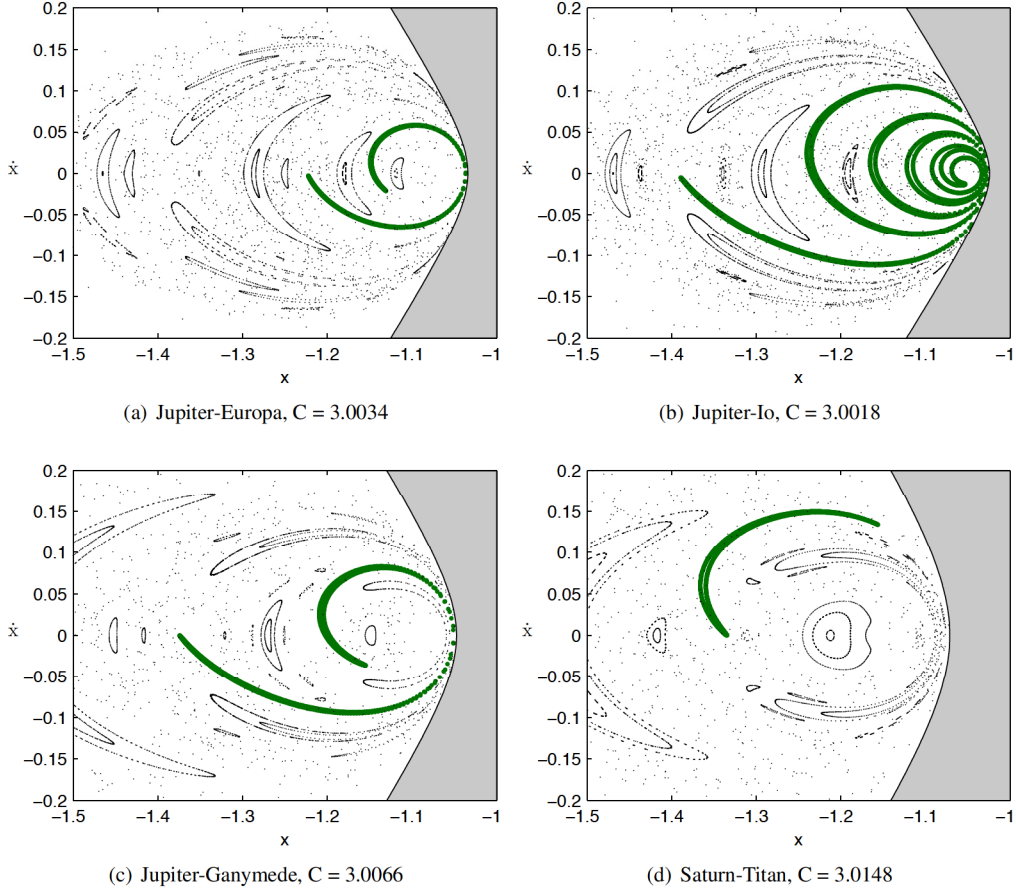 0.2
0.15
0.1
0.05
0
−0.05
−0.1
−0.15
−0.2
ẋ
−1.5 −1.4 −1.3 −1.2 −1.1 −1
x
(a) Jupiter-Europa, C = 3.0034
0.2
0.15
0.1
0.05
0
−0.05
−0.1
−0.15
−0.2
ẋ
−1.5 −1.4 −1.3 −1.2 −1.1 −1
x
(b) Jupiter-Io, C = 3.0018
0.2
0.15
0.1
0.05
0
−0.05
−0.1
−0.15
−0.2
ẋ
−1.5 −1.4 −1.3 −1.2 −1.1 −1
x
(c) Jupiter-Ganymede, C = 3.0066
0.2
0.15
0.1
0.05
0
−0.05
−0.1
−0.15
−0.2
ẋ
−1.5 −1.4 −1.3 −1.2 −1.1 −1
x
(d) Saturn-Titan, C = 3.0148